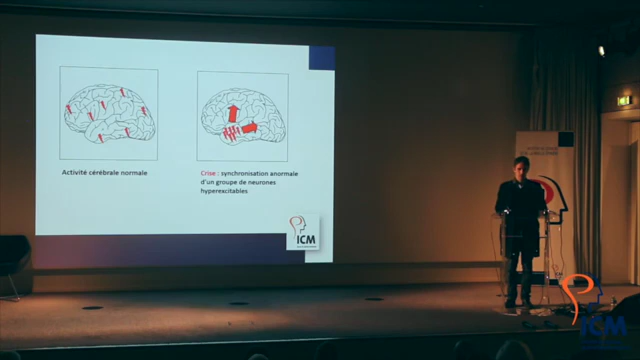 Activité cérébrale normale
Crise : synchronisation anormale
d'un groupe de neurones
hyperexcitables
ICM
ICM